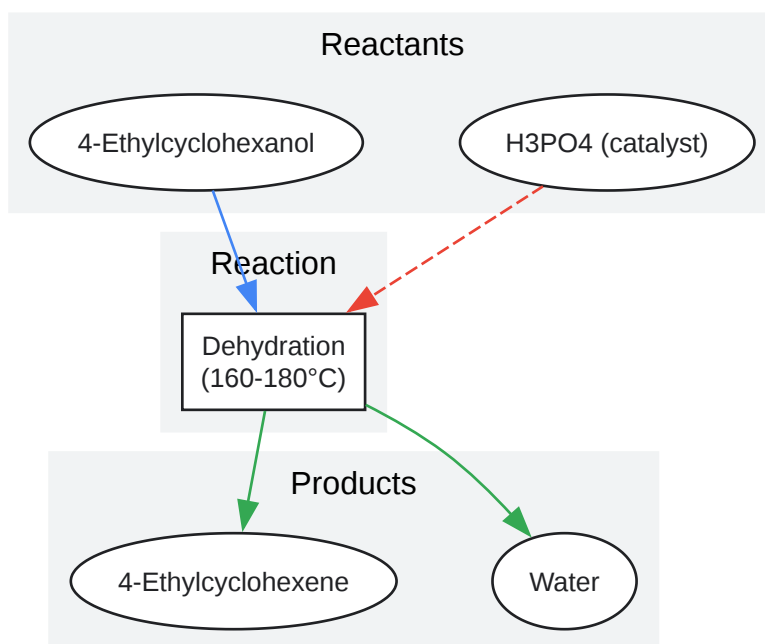 Reactants
4-Ethylcyclohexanol
H3PO4 (catalyst)
Reaction
Dehydration
(160-180°C)
Products
4-Ethylcyclohexene
Water